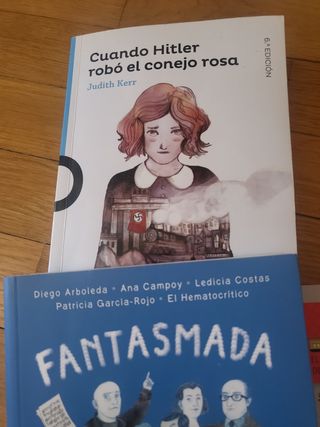 Cuando Hitler
robó el conejo rosa
Judith Kerr
6.ª EDICIÓN
Diego Arboleda • Ana Campoy • Ledicia Costas
Patricia García-Rojo • El Hematocrítico
FANTASMADA